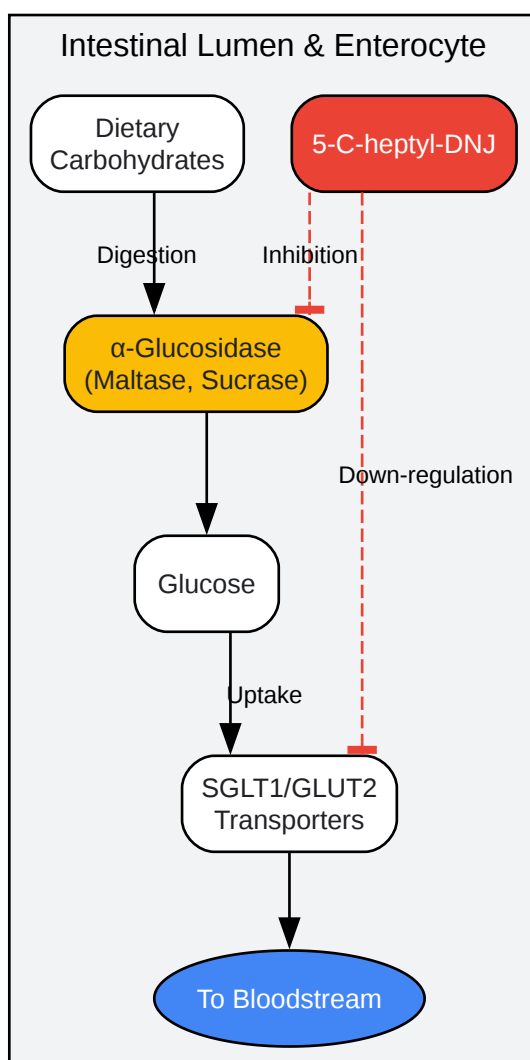 Intestinal Lumen & Enterocyte
Dietary
Carbohydrates
5-C-heptyl-DNJ
Digestion
Inhibition
α-Glucosidase
(Maltase, Sucrase)
Down-regulation
Glucose
Uptake
SGLT1/GLUT2
Transporters
To Bloodstream